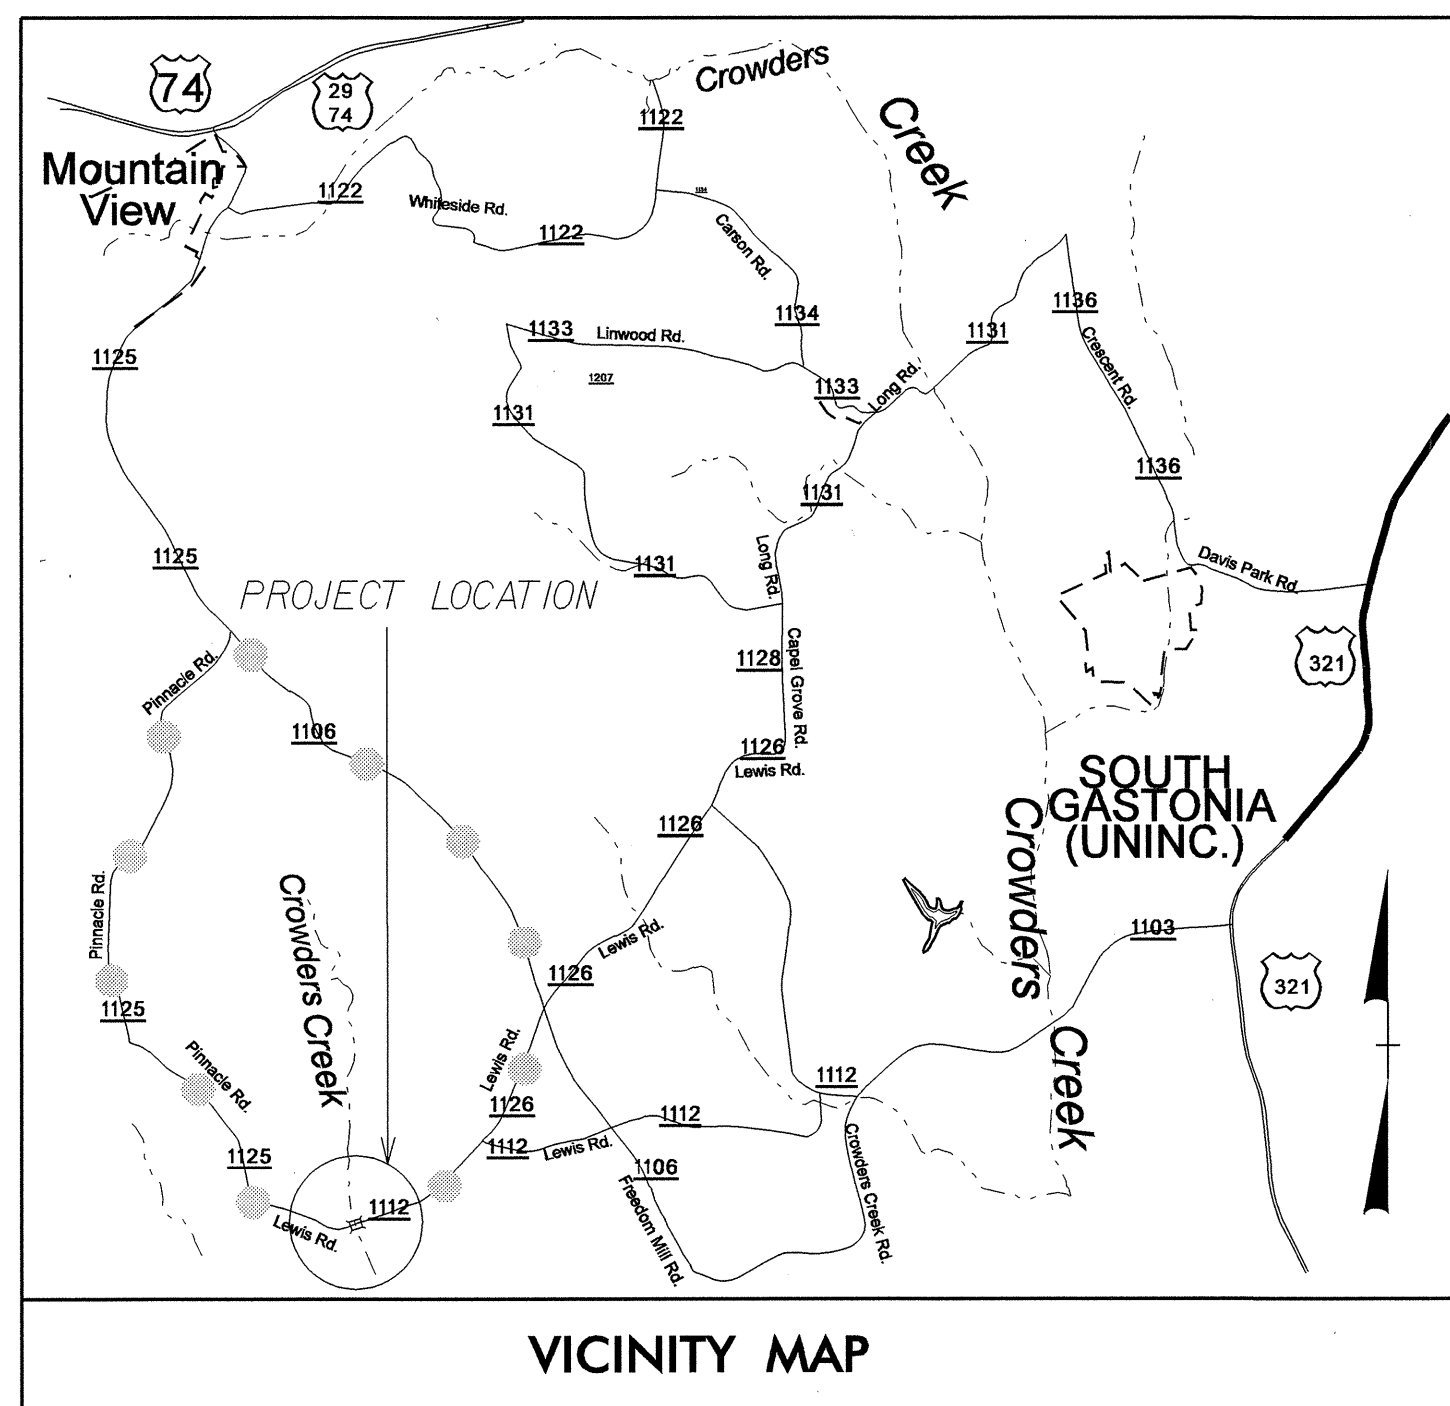 Crowders
74
29
74
1122
Creek
Mountain
View
1122
Whiteside Rd.
1134
1122
Carson Rd.
1136
1134
1133
Linwood Rd.
1131
Crescent Rd.
1125
1207
1133
Long Rd.
1131
1136
1131
1125
1131
Long Rd.
Davis Park Rd.
PROJECT LOCATION
Pinnacle Rd.
1128
Capel Grove Rd.
321
1106
1126
Lewis Rd.
SOUTH
GASTONIA
(UNINC.)
1126
Crowders
Crowders Creek
Pinnacle Rd.
Lewis Rd.
1103
1126
321
1125
Creek
Pinnacle Rd.
Lewis Rd.
1112
1126
1112
1112
Lewis Rd.
1125
1106
Crowders Creek Rd.
Freedom Mill Rd.
1112
Lewis Rd.
VICINITY MAP